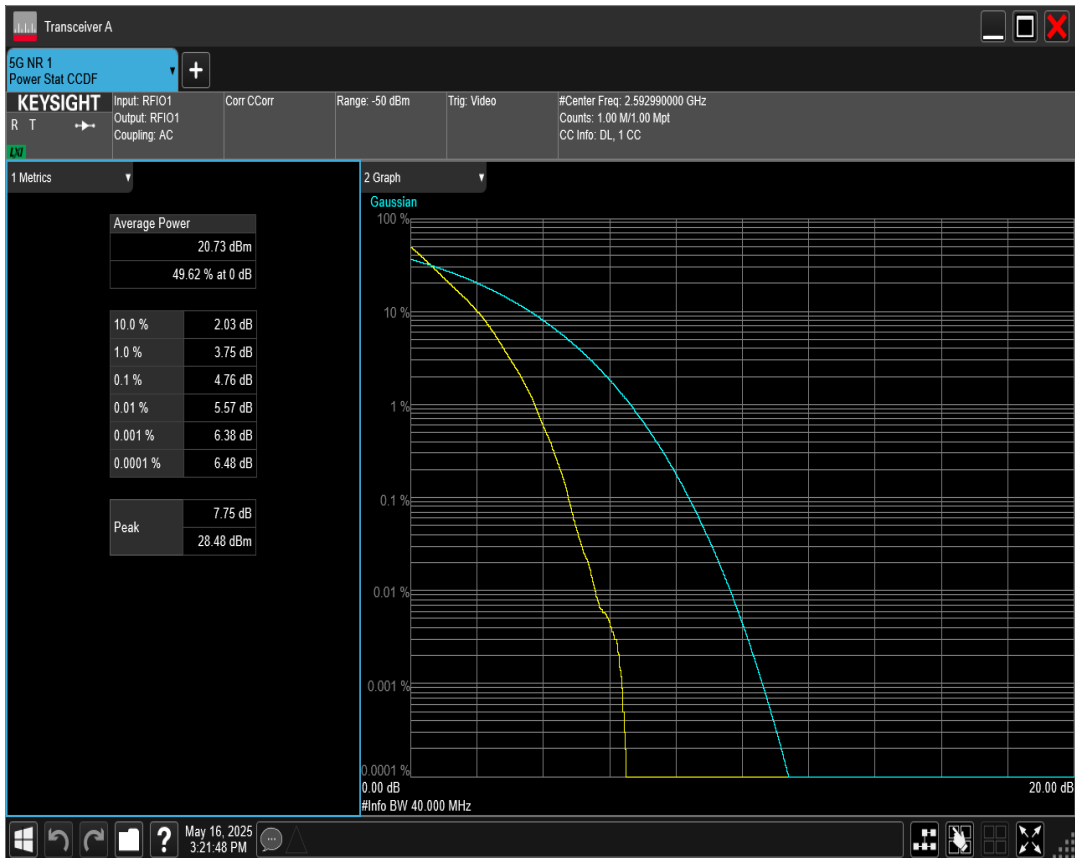 Transceiver A
5G NR 1
Power Stat CCDF
+
KEYSIGHT
R T
LXI
Input: RFIO1
Output: RFIO1
Coupling: AC
Corr CCorr
Range: -50 dBm
Trig: Video
#Center Freq: 2.592990000 GHz
Counts: 1.00 M/1.00 Mpt
CC Info: DL, 1 CC
1 Metrics
Average Power
20.73 dBm
49.62 % at 0 dB
10.0 % 2.03 dB
1.0 % 3.75 dB
0.1 % 4.76 dB
0.01 % 5.57 dB
0.001 % 6.38 dB
0.0001 % 6.48 dB
Peak
7.75 dB
28.48 dBm
2 Graph
Gaussian
100 %
10 %
1 %
0.1 %
0.01 %
0.001 %
0.0001 %
0.00 dB 20.00 dB
#Info BW 40.000 MHz
?
May 16, 2025
3:21:48 PM